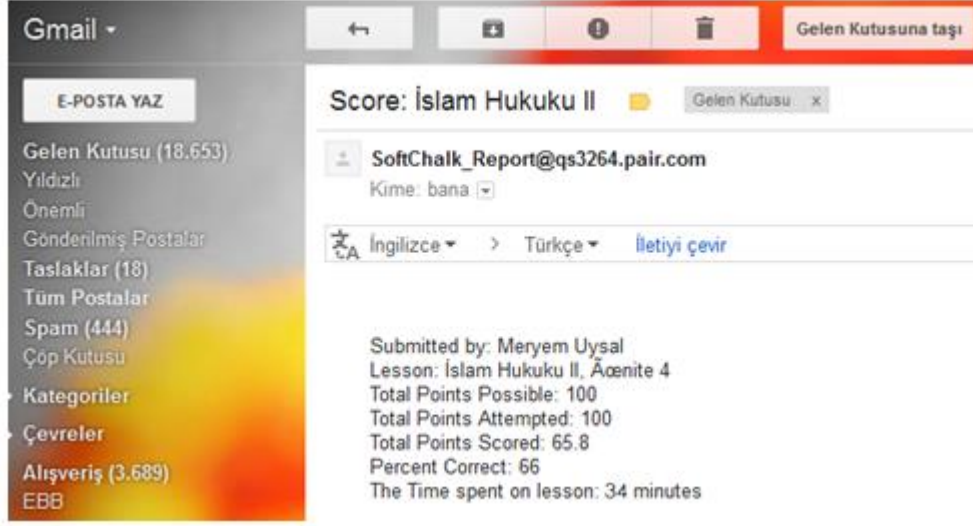 Gmail
Gelen Kutusuna taşı
E-POSTA YAZ
Gelen Kutusu (18.653)
Yıldızlı
Önemli
Gönderilmiş Postalar
Taslaklar (18)
Tüm Postalar
Spam (444)
Çöp Kutusu
Kategoriler
Çevreler
Alışveriş (3.689)
EBB
Score: İslam Hukuku II Gelen Kutusu x
SoftChalk_Report@qs3264.pair.com
Kime: bana
İngilizce > Türkçe İletiyi çevir
Submitted by: Meryem Uysal
Lesson: İslam Hukuku II, Ãœnite 4
Total Points Possible: 100
Total Points Attempted: 100
Total Points Scored: 65.8
Percent Correct: 66
The Time spent on lesson: 34 minutes